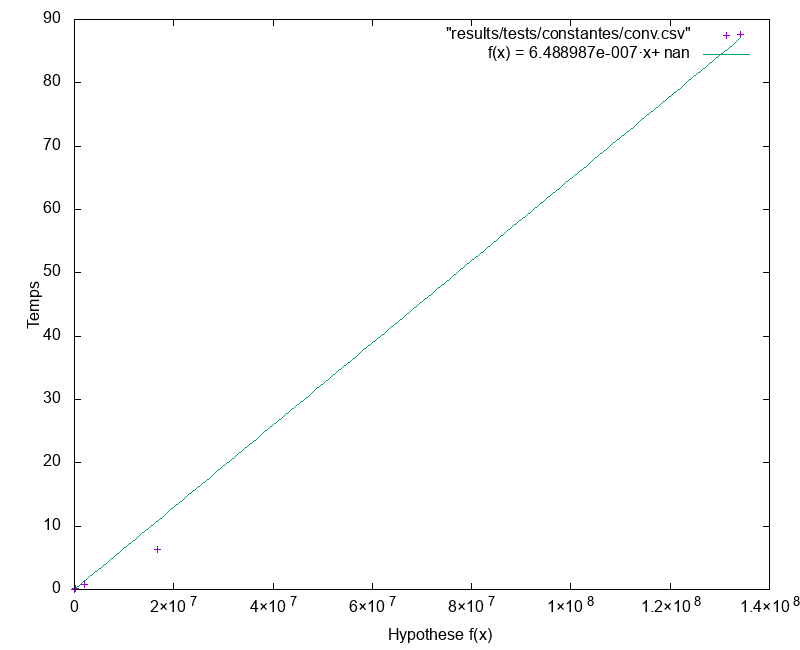 "results/tests/constantes/conv.csv"
f(x) = 6.488987e-007·x+ nan
90
80
70
60
50
40
30
20
10
0
Temps
0 2×10⁷ 4×10⁷ 6×10⁷ 8×10⁷ 1×10⁸ 1.2×10⁸ 1.4×10⁸
Hypothese f(x)